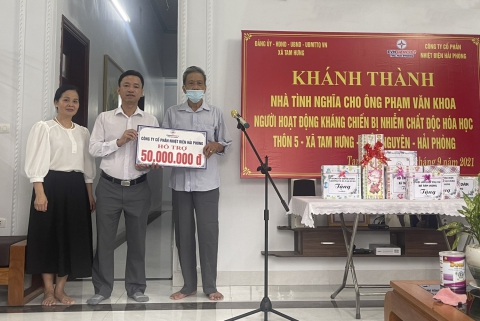 ĐẢNG ỦY - HĐND - UBND - UBMTTQ VN
XÃ TAM HƯNG
CÔNG TY CỔ PHẦN
NHIỆT ĐIỆN HẢI PHÒNG
KHÁNH THÀNH
NHÀ TÌNH NGHĨA CHO ÔNG PHẠM VĂN KHOA
NGƯỜI HOẠT ĐỘNG KHÁNG CHIẾN BỊ NHIỄM CHẤT ĐỘC HÓA HỌC
THÔN 5 - XÃ TAM HƯNG NGUYÊN - HẢI PHÒNG
9 năm 2021
CÔNG TY CỔ PHẦN NHIỆT ĐIỆN HẢI PHÒNG
HỖ TRỢ
50.000.000 đ
Tặng
Tặng